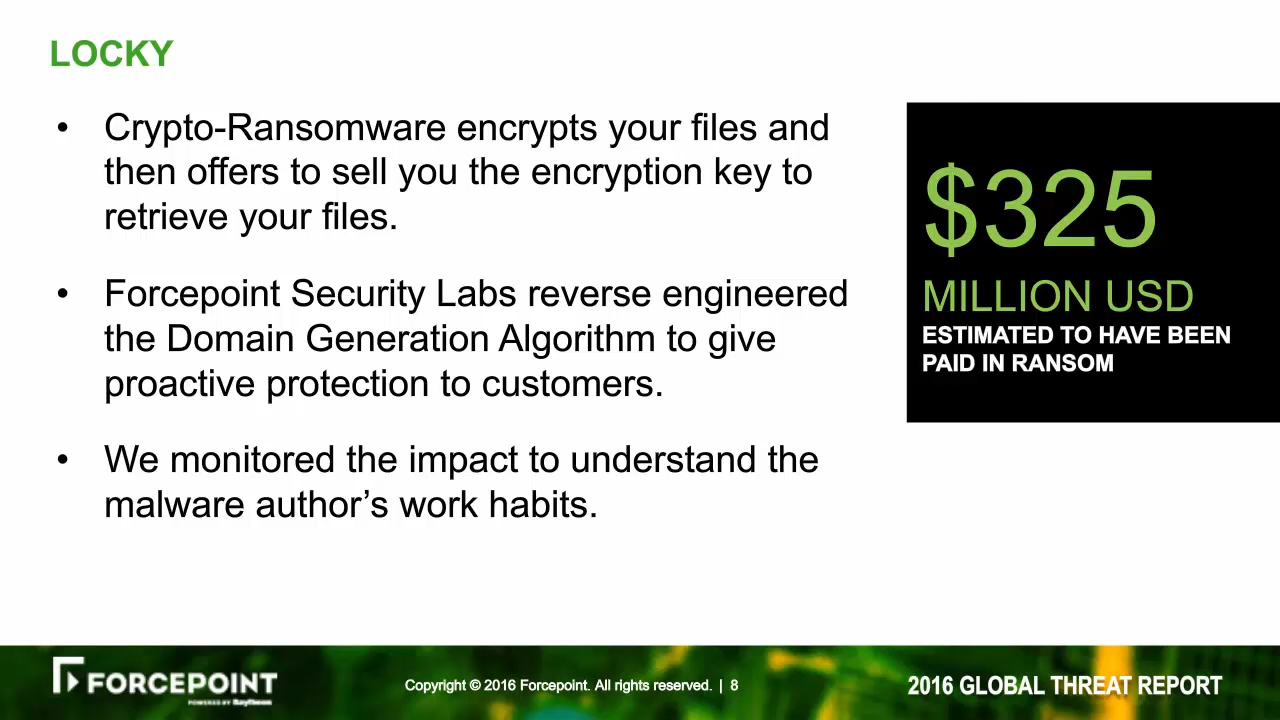 LOCKY
• Crypto-Ransomware encrypts your files and
then offers to sell you the encryption key to
retrieve your files.
• Forcepoint Security Labs reverse engineered
the Domain Generation Algorithm to give
proactive protection to customers.
• We monitored the impact to understand the
malware author’s work habits.
$325
MILLION USD
ESTIMATED TO HAVE BEEN
PAID IN RANSOM
FORCEPOINT
POWERED BY Raytheon
Copyright © 2016 Forcepoint. All rights reserved. | 8
2016 GLOBAL THREAT REPORT